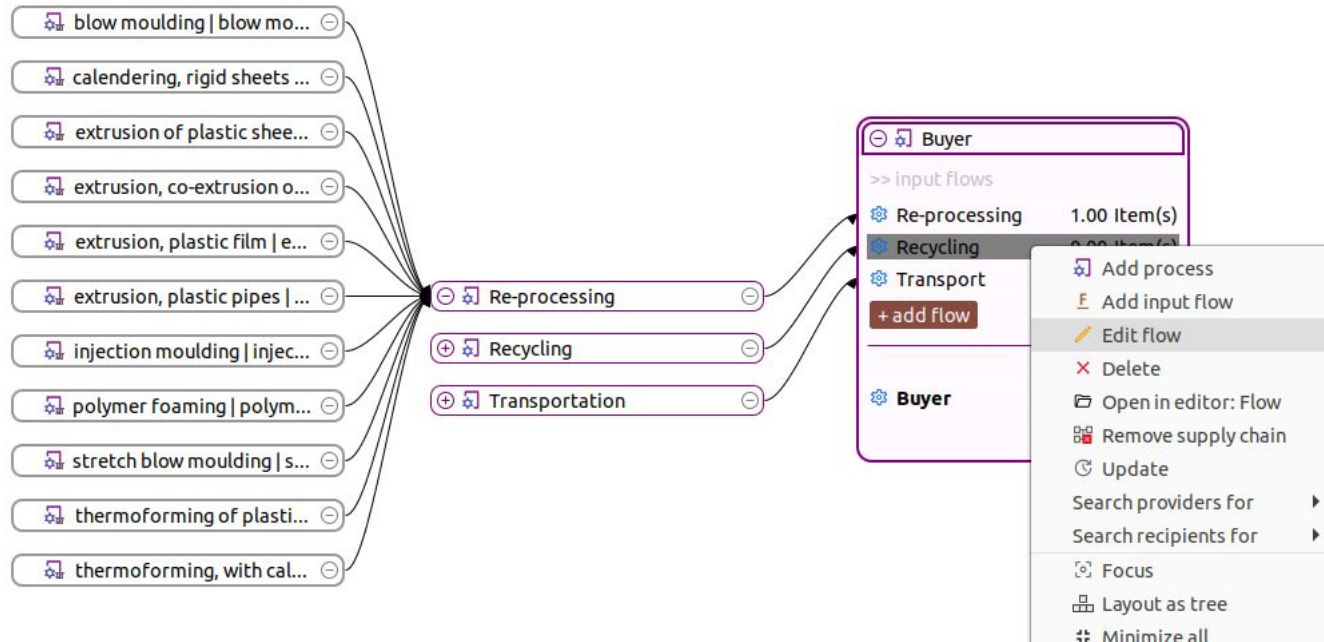 blow moulding | blow mo...
calendering, rigid sheets ...
extrusion of plastic shee...
extrusion, co-extrusion o...
extrusion, plastic film | e...
extrusion, plastic pipes | ...
injection moulding | injec...
polymer foaming | polym...
stretch blow moulding | s...
thermoforming of plasti...
thermoforming, with cal...
Re-processing
Recycling
Transportation
Buyer
>> input flows
Re-processing 1.00 Item(s)
Recycling 0.00 Item(s)
Transport
+ add flow
Buyer
Add process
F Add input flow
Edit flow
Delete
Open in editor: Flow
Remove supply chain
Update
Search providers for
Search recipients for
Focus
Layout as tree
Minimize all